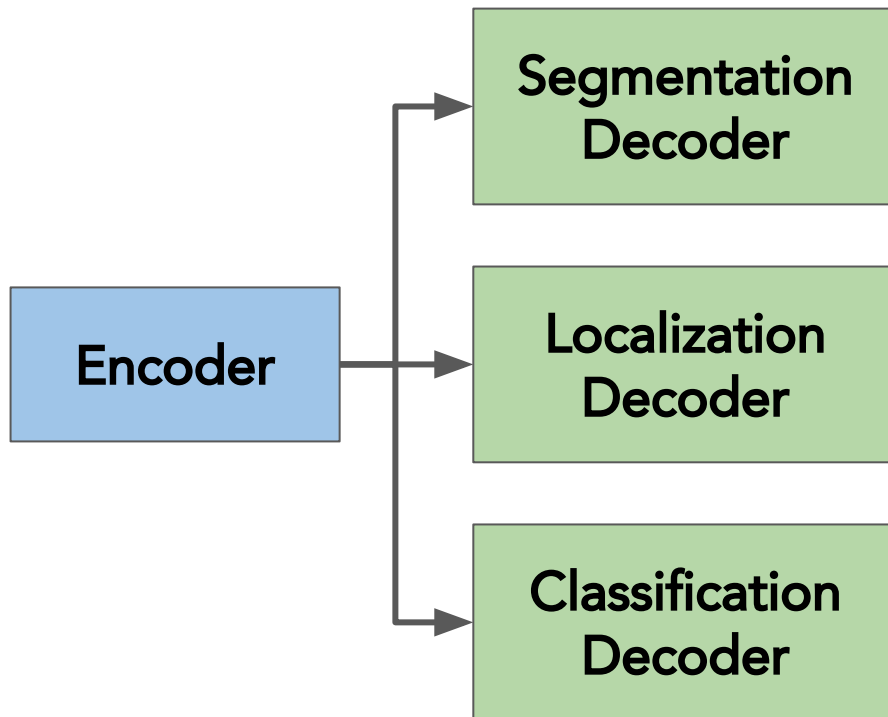 Segmentation
Decoder
Encoder
Localization
Decoder
Classification
Decoder